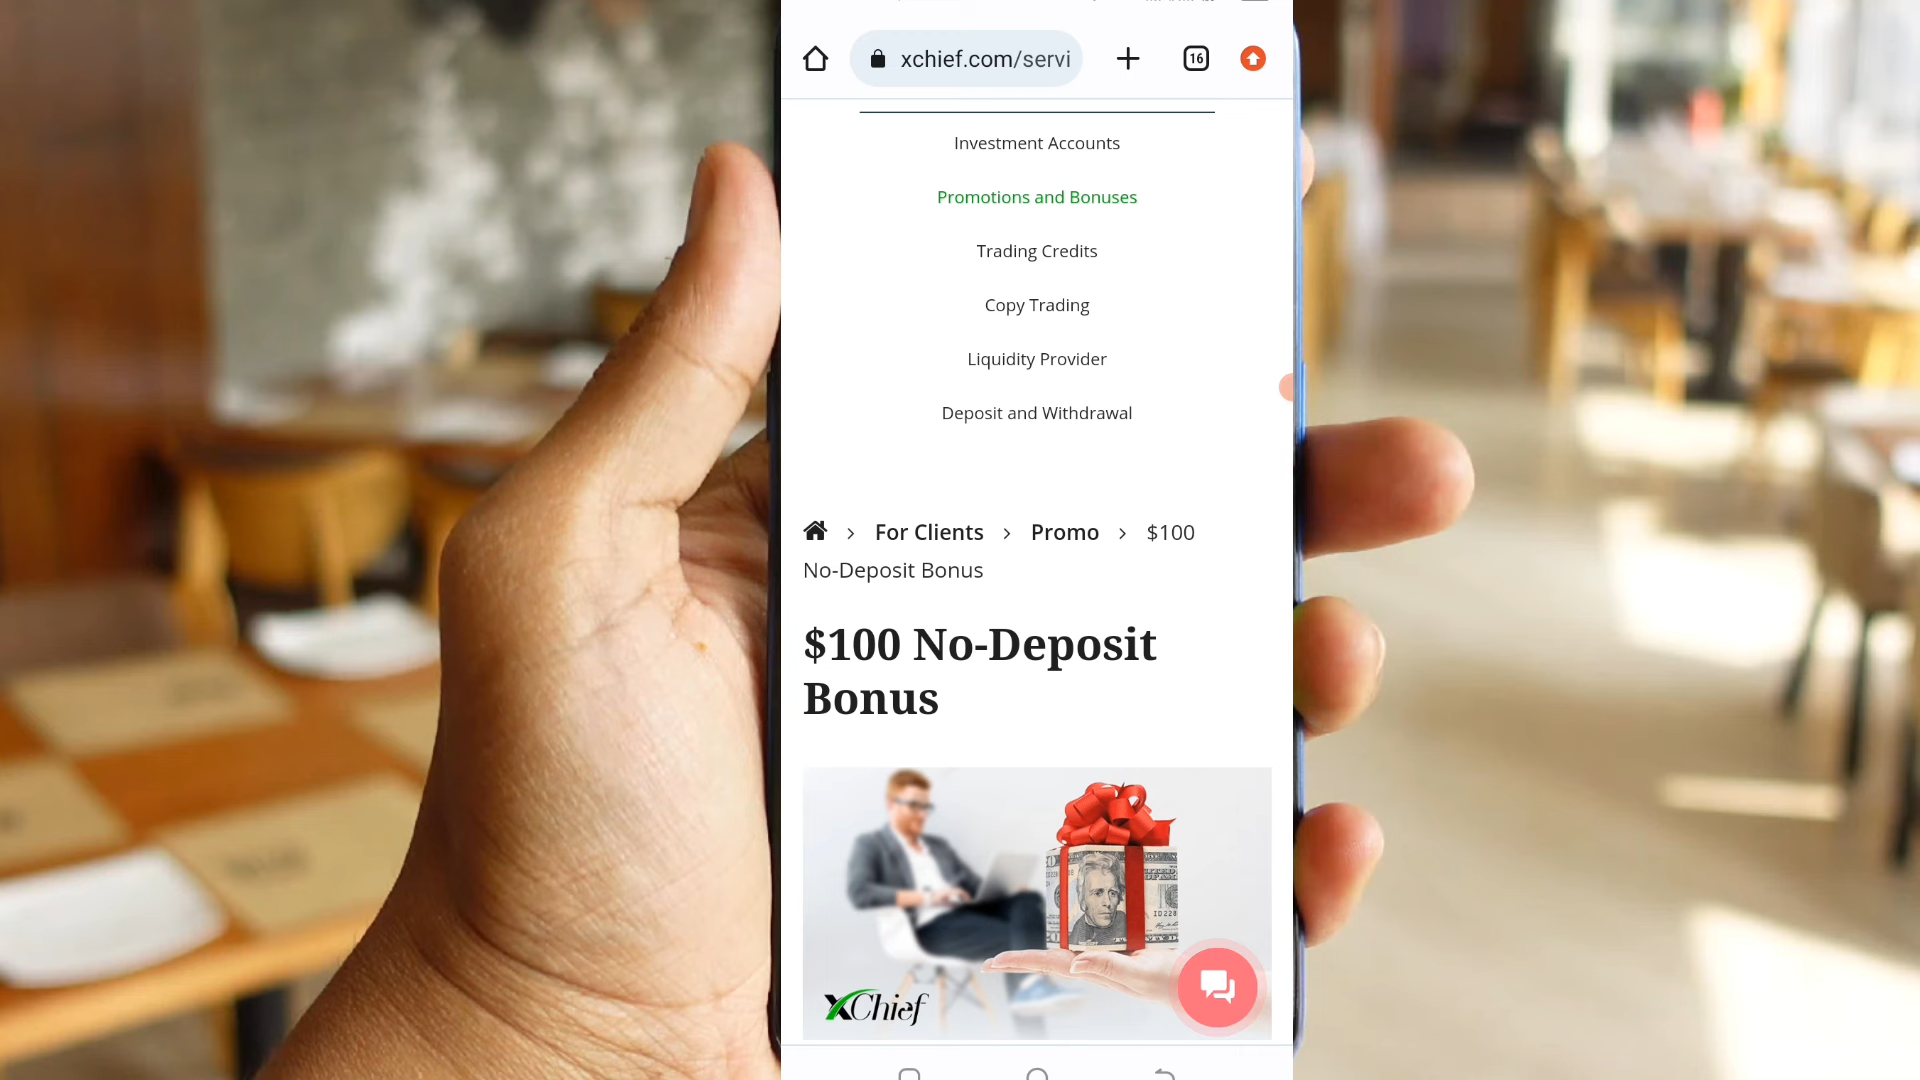 xchief.com/servi
16
Investment Accounts
Promotions and Bonuses
Trading Credits
Copy Trading
Liquidity Provider
Deposit and Withdrawal
> For Clients > Promo > $100
No-Deposit Bonus
$100 No-Deposit
Bonus
XChief